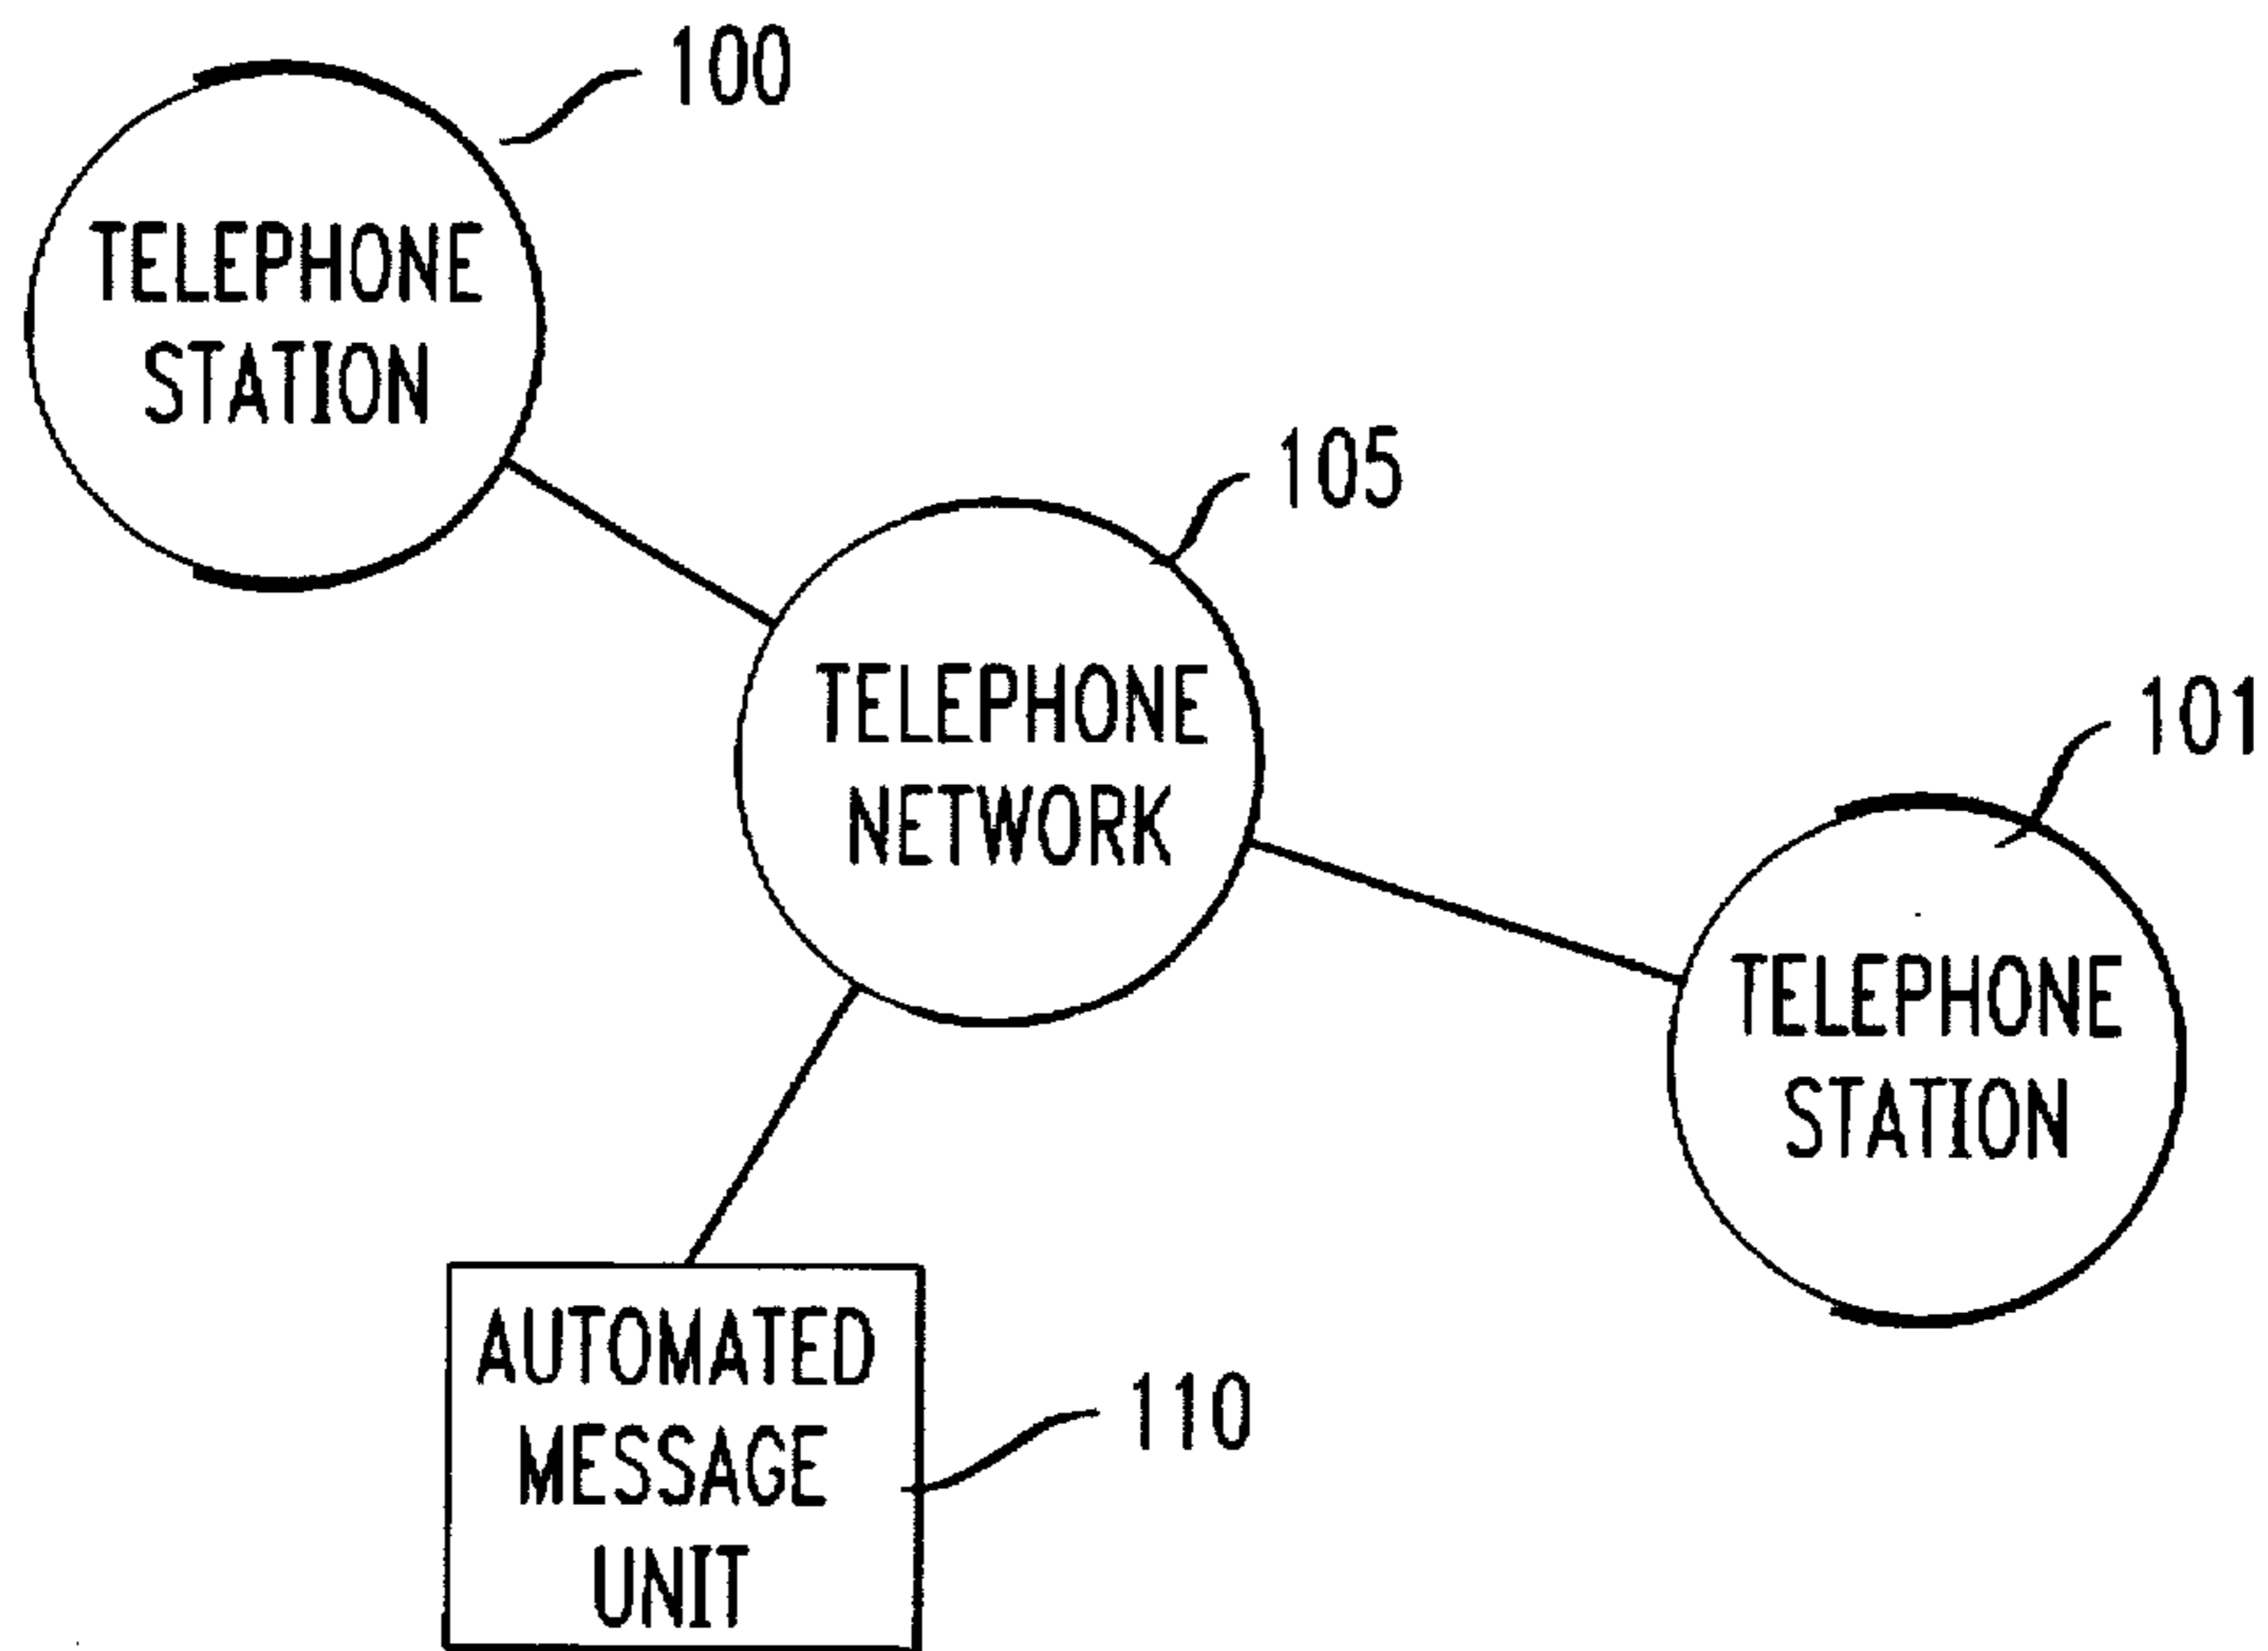 100
TELEPHONE
STATION
105
TELEPHONE
NETWORK
101
TELEPHONE
STATION
AUTOMATED
MESSAGE
UNIT
110